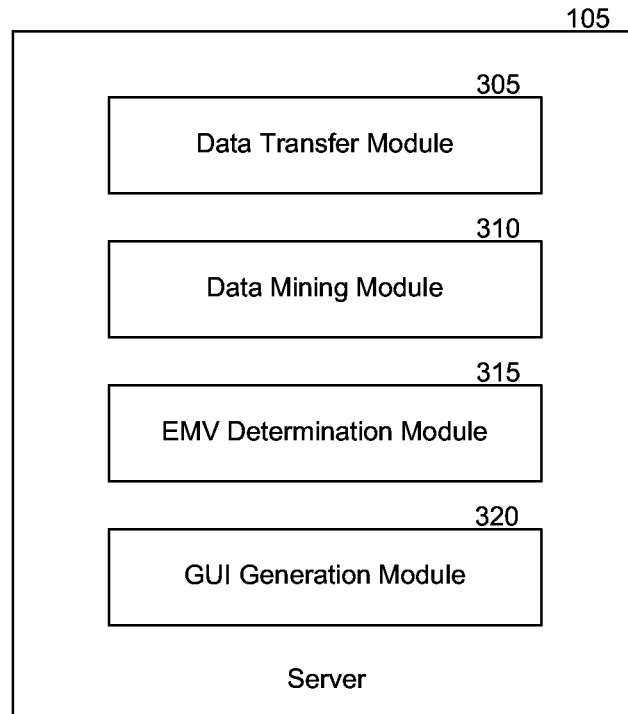 105
305
Data Transfer Module
310
Data Mining Module
315
EMV Determination Module
320
GUI Generation Module
Server